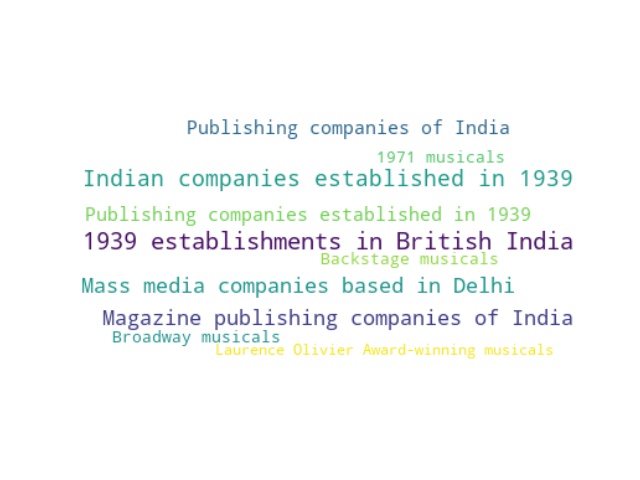 Publishing companies of India
1971 musicals
Indian companies established in 1939
Publishing companies established in 1939
1939 establishments in British India
Backstage musicals
Mass media companies based in Delhi
Magazine publishing companies of India
Broadway musicals
Laurence Olivier Award-winning musicals